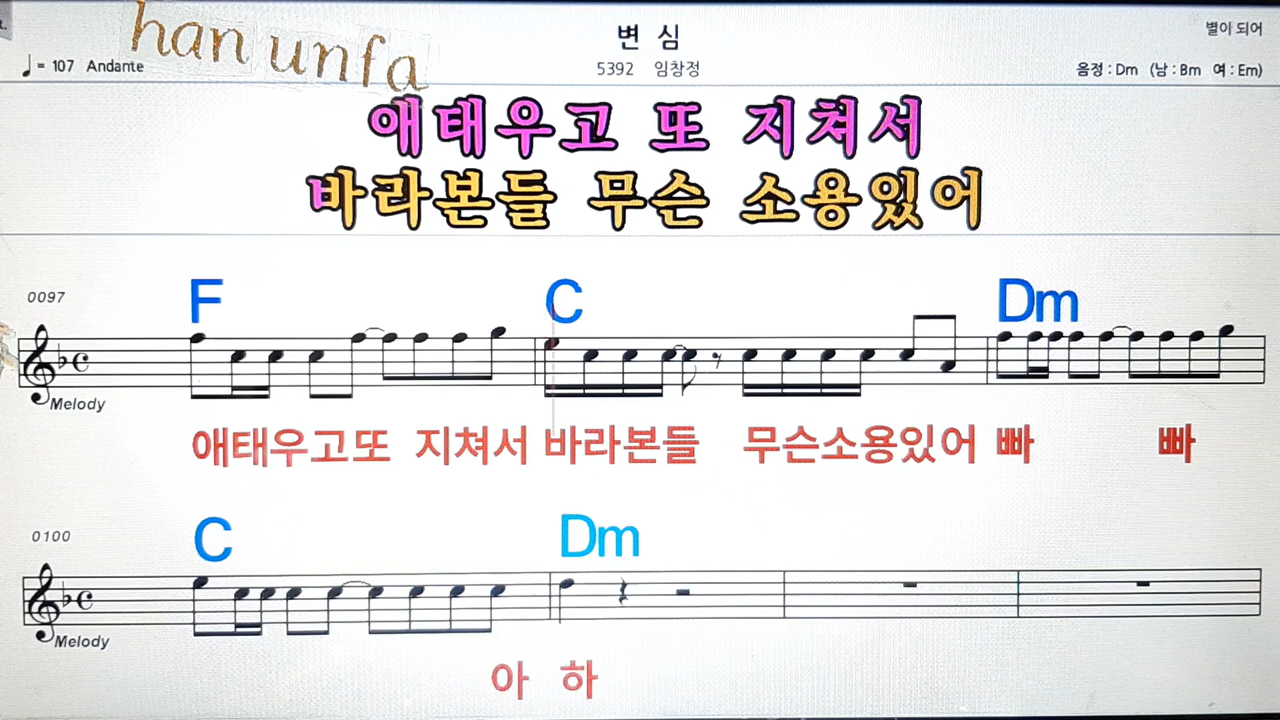 han unfa
변 심
별이 되어
♩ = 107 Andante
5392 임창정
음정 : Dm (남 : Bm 여 : Em)
애태우고 또 지쳐서
바라본들 무슨 소용있어
0097
F C Dm
Melody
애태우고또 지쳐서 바라본들 무슨소용있어 빠 빠
0100
C Dm
Melody
아 하